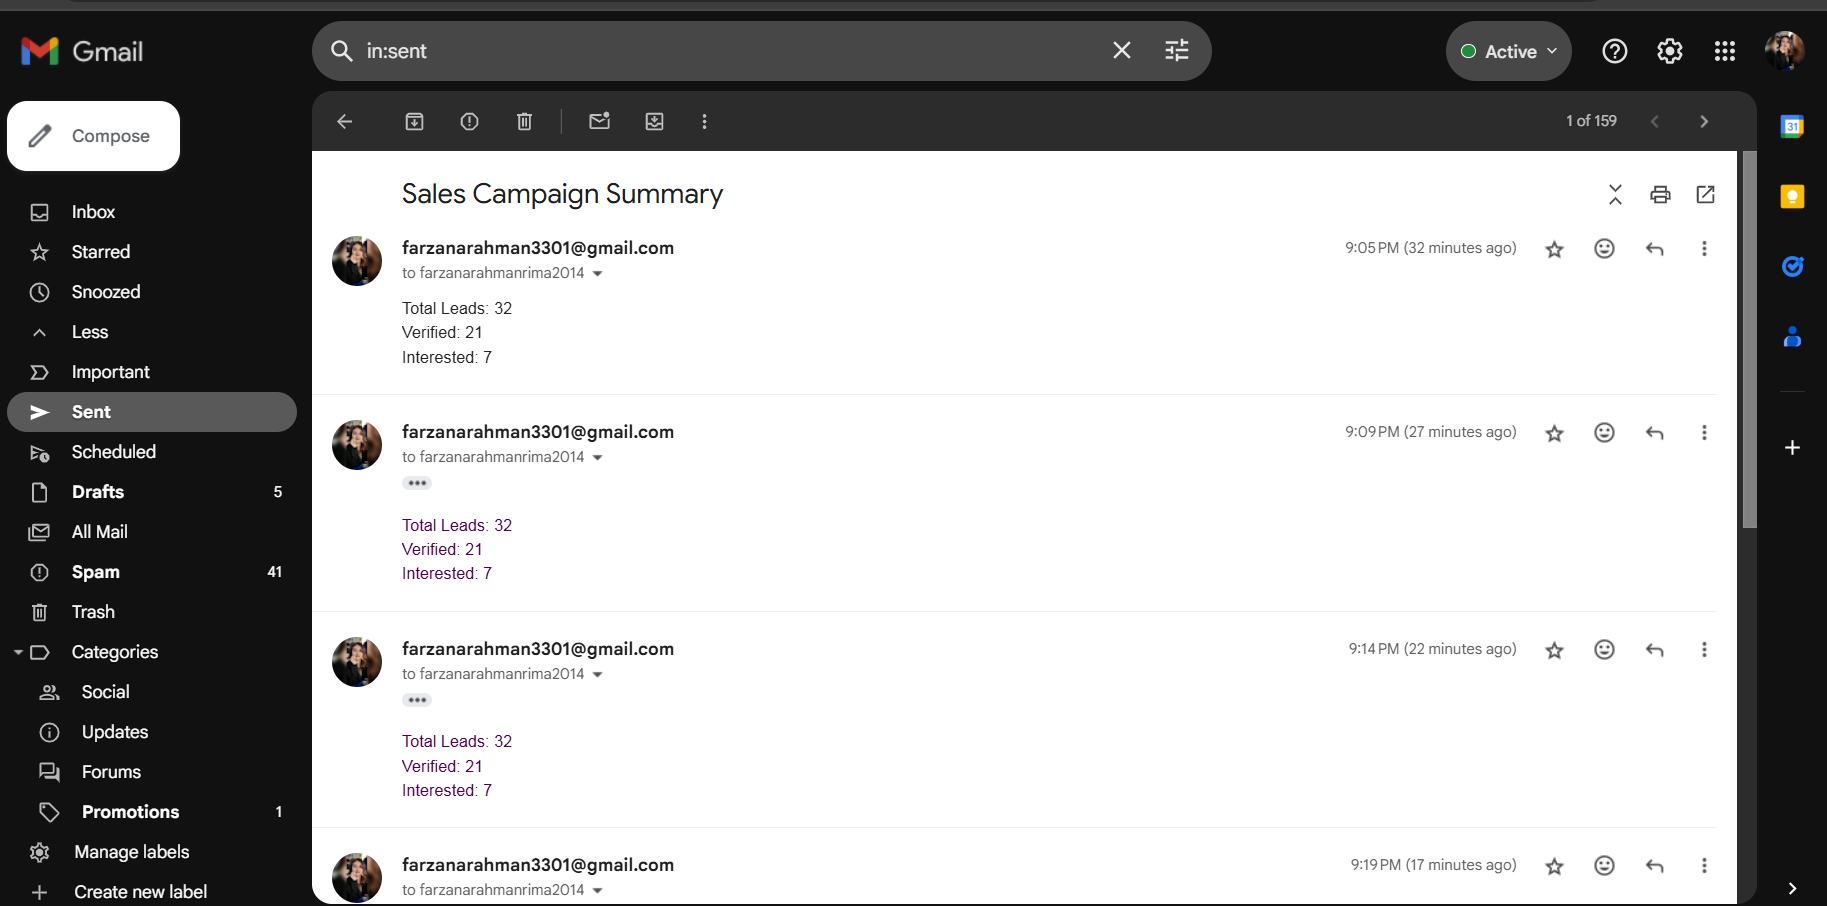 Gmail
in:sent
Active
Compose
1 of 159
31
Inbox
Starred
Snoozed
Less
Important
Sent
Scheduled
Drafts 5
All Mail
Spam 41
Trash
Categories
Social
Updates
Forums
Promotions 1
Manage labels
Create new label
Sales Campaign Summary
farzanarahman3301@gmail.com 9:05 PM (32 minutes ago)
to farzanarahmanrima2014
Total Leads: 32
Verified: 21
Interested: 7
farzanarahman3301@gmail.com 9:09 PM (27 minutes ago)
to farzanarahmanrima2014
Total Leads: 32
Verified: 21
Interested: 7
farzanarahman3301@gmail.com 9:14 PM (22 minutes ago)
to farzanarahmanrima2014
Total Leads: 32
Verified: 21
Interested: 7
farzanarahman3301@gmail.com 9:19 PM (17 minutes ago)
to farzanarahmanrima2014